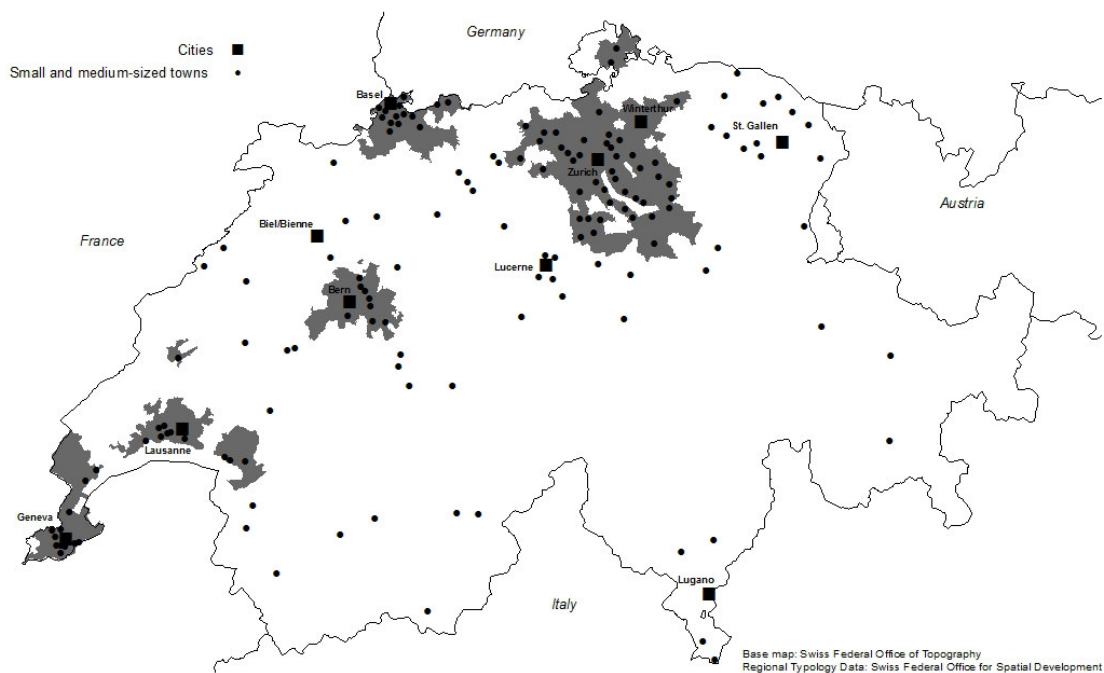 Germany
Cities
Small and medium-sized towns
Basel
Winterthur
St. Gallen
Zurich
Austria
Biel/Bienne
France
Lucerne
Bern
Lausanne
Geneva
Lugano
Italy
Base map: Swiss Federal Office of Topography
Regional Typology Data: Swiss Federal Office for Spatial Development